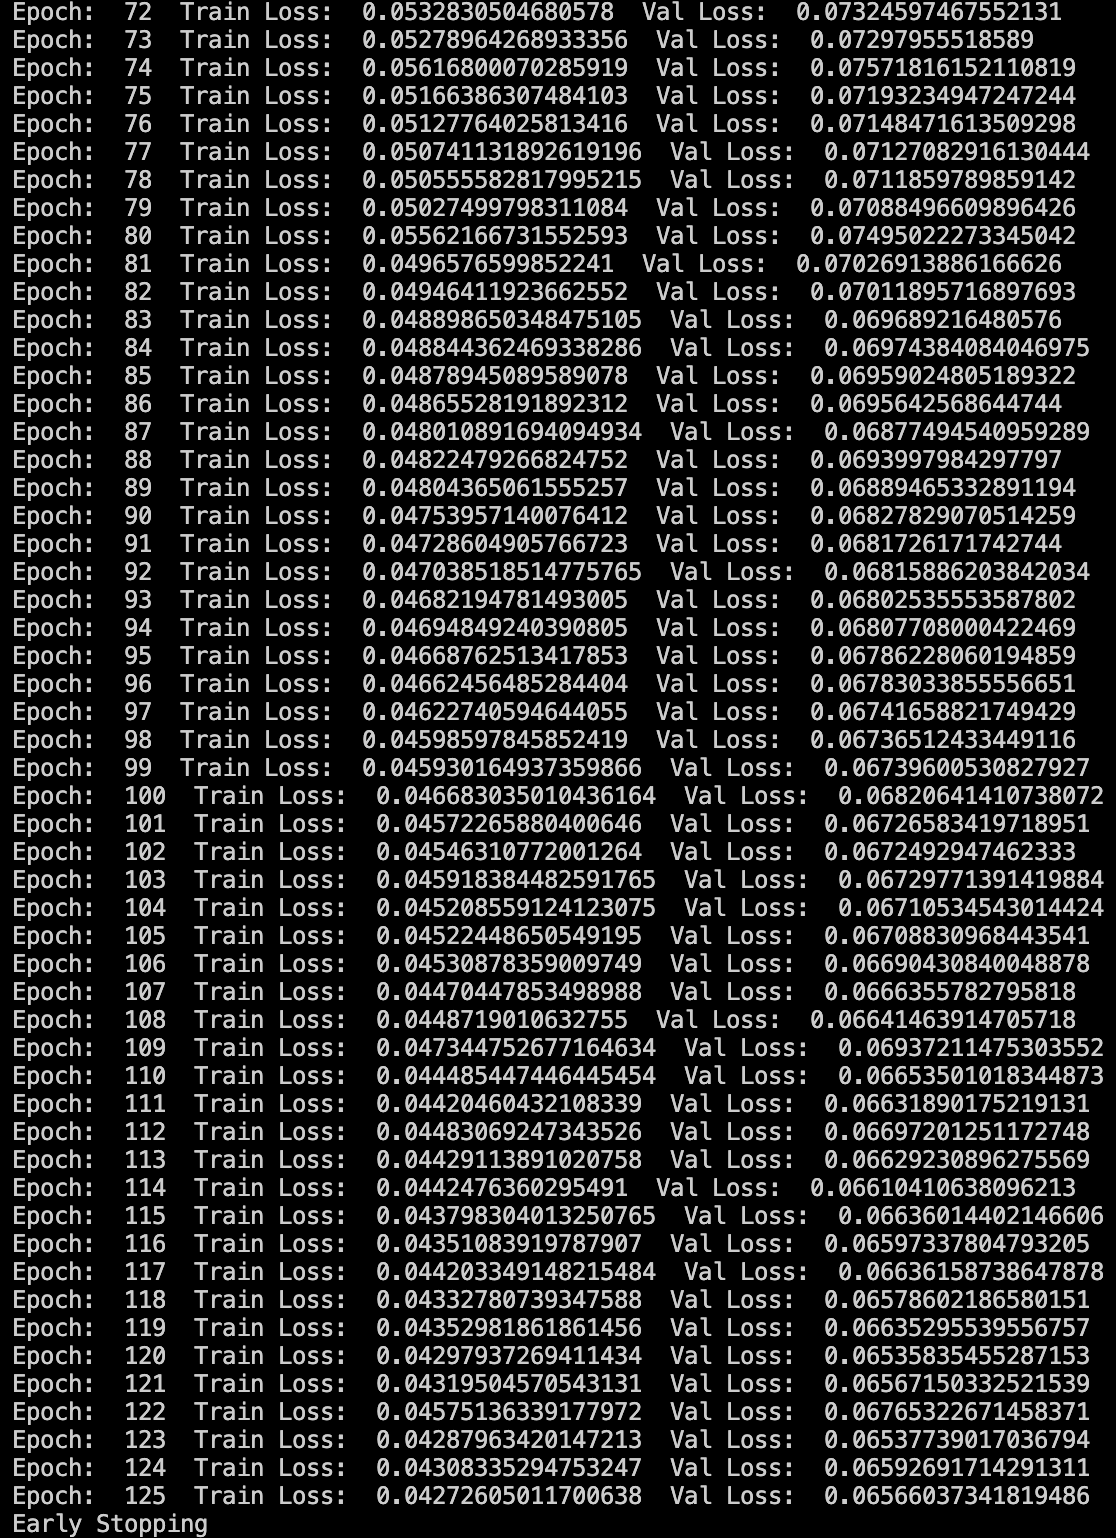 Epoch:  72  Train Loss:  0.0532830504680578  Val Loss:  0.07324597467552131
Epoch:  73  Train Loss:  0.05278964268933356  Val Loss:  0.07297955518589
Epoch:  74  Train Loss:  0.05616800070285919  Val Loss:  0.07571816152110819
Epoch:  75  Train Loss:  0.05166386307484103  Val Loss:  0.07193234947247244
Epoch:  76  Train Loss:  0.05127764025813416  Val Loss:  0.07148471613509298
Epoch:  77  Train Loss:  0.050741131892619196  Val Loss:  0.07127082916130444
Epoch:  78  Train Loss:  0.050555582817995215  Val Loss:  0.0711859789859142
Epoch:  79  Train Loss:  0.05027499798311084  Val Loss:  0.07088496609896426
Epoch:  80  Train Loss:  0.05562166731552593  Val Loss:  0.07495022273345042
Epoch:  81  Train Loss:  0.0496576599852241  Val Loss:  0.07026913886166626
Epoch:  82  Train Loss:  0.04946411923662552  Val Loss:  0.07011895716897693
Epoch:  83  Train Loss:  0.048898650348475105  Val Loss:  0.069689216480576
Epoch:  84  Train Loss:  0.048844362469338286  Val Loss:  0.06974384084046975
Epoch:  85  Train Loss:  0.04878945089589078  Val Loss:  0.06959024805189322
Epoch:  86  Train Loss:  0.04865528191892312  Val Loss:  0.0695642568644744
Epoch:  87  Train Loss:  0.048010891694094934  Val Loss:  0.06877494540959289
Epoch:  88  Train Loss:  0.04822479266824752  Val Loss:  0.06939979842977​97
Epoch:  89  Train Loss:  0.04804365061555257  Val Loss:  0.06889465332891194
Epoch:  90  Train Loss:  0.04753957140076412  Val Loss:  0.06827829070514259
Epoch:  91  Train Loss:  0.04728604905766723  Val Loss:  0.0681726171742744
Epoch:  92  Train Loss:  0.047038518514775765  Val Loss:  0.06815886203842034
Epoch:  93  Train Loss:  0.04682194781493005  Val Loss:  0.06802535553587802
Epoch:  94  Train Loss:  0.04694849240390805  Val Loss:  0.06807708000422469
Epoch:  95  Train Loss:  0.04668762513417853  Val Loss:  0.06786228060194859
Epoch:  96  Train Loss:  0.04662456485284404  Val Loss:  0.06783033855556651
Epoch:  97  Train Loss:  0.04622740594644055  Val Loss:  0.06741658821749429
Epoch:  98  Train Loss:  0.04598597845852419  Val Loss:  0.06736512433449116
Epoch:  99  Train Loss:  0.045930164937359866  Val Loss:  0.06739600530827927
Epoch:  100  Train Loss:  0.046683035010436164  Val Loss:  0.06820641410738072
Epoch:  101  Train Loss:  0.04572265880400646  Val Loss:  0.06726583419718951
Epoch:  102  Train Loss:  0.04546310772001264  Val Loss:  0.0672492947462333
Epoch:  103  Train Loss:  0.045918384482591765  Val Loss:  0.06729771391419884
Epoch:  104  Train Loss:  0.045208559124123075  Val Loss:  0.06710534543014424
Epoch:  105  Train Loss:  0.04522448650549195  Val Loss:  0.06708830968443541
Epoch:  106  Train Loss:  0.04530878359009749  Val Loss:  0.06690430840048878
Epoch:  107  Train Loss:  0.04470447853498988  Val Loss:  0.0666355782795818
Epoch:  108  Train Loss:  0.0448719010632755  Val Loss:  0.06641463914705718
Epoch:  109  Train Loss:  0.047344752677164634  Val Loss:  0.06937211475303552
Epoch:  110  Train Loss:  0.044485447446445454  Val Loss:  0.06653501018344873
Epoch:  111  Train Loss:  0.04420460432108339  Val Loss:  0.06631890175219131
Epoch:  112  Train Loss:  0.04483069247343526  Val Loss:  0.06697201251172748
Epoch:  113  Train Loss:  0.04429113891020758  Val Loss:  0.06629230896275569
Epoch:  114  Train Loss:  0.0442476360295491  Val Loss:  0.06610410638096213
Epoch:  115  Train Loss:  0.043798304013250765  Val Loss:  0.06636014402146606
Epoch:  116  Train Loss:  0.04351083919787907  Val Loss:  0.06597337804793205
Epoch:  117  Train Loss:  0.044203349148215484  Val Loss:  0.06636158738647878
Epoch:  118  Train Loss:  0.04332780739347588  Val Loss:  0.06578602186580151
Epoch:  119  Train Loss:  0.04352981861861456  Val Loss:  0.06635295539556757
Epoch:  120  Train Loss:  0.04297937269411434  Val Loss:  0.06535835455287153
Epoch:  121  Train Loss:  0.04319504570543131  Val Loss:  0.06567150332521539
Epoch:  122  Train Loss:  0.04575136339177972  Val Loss:  0.06765322671458371
Epoch:  123  Train Loss:  0.04287963420147213  Val Loss:  0.06537739017036794
Epoch:  124  Train Loss:  0.04308335294753247  Val Loss:  0.06592691714291311
Epoch:  125  Train Loss:  0.04272605011700638  Val Loss:  0.06566037341819486
Early Stopping